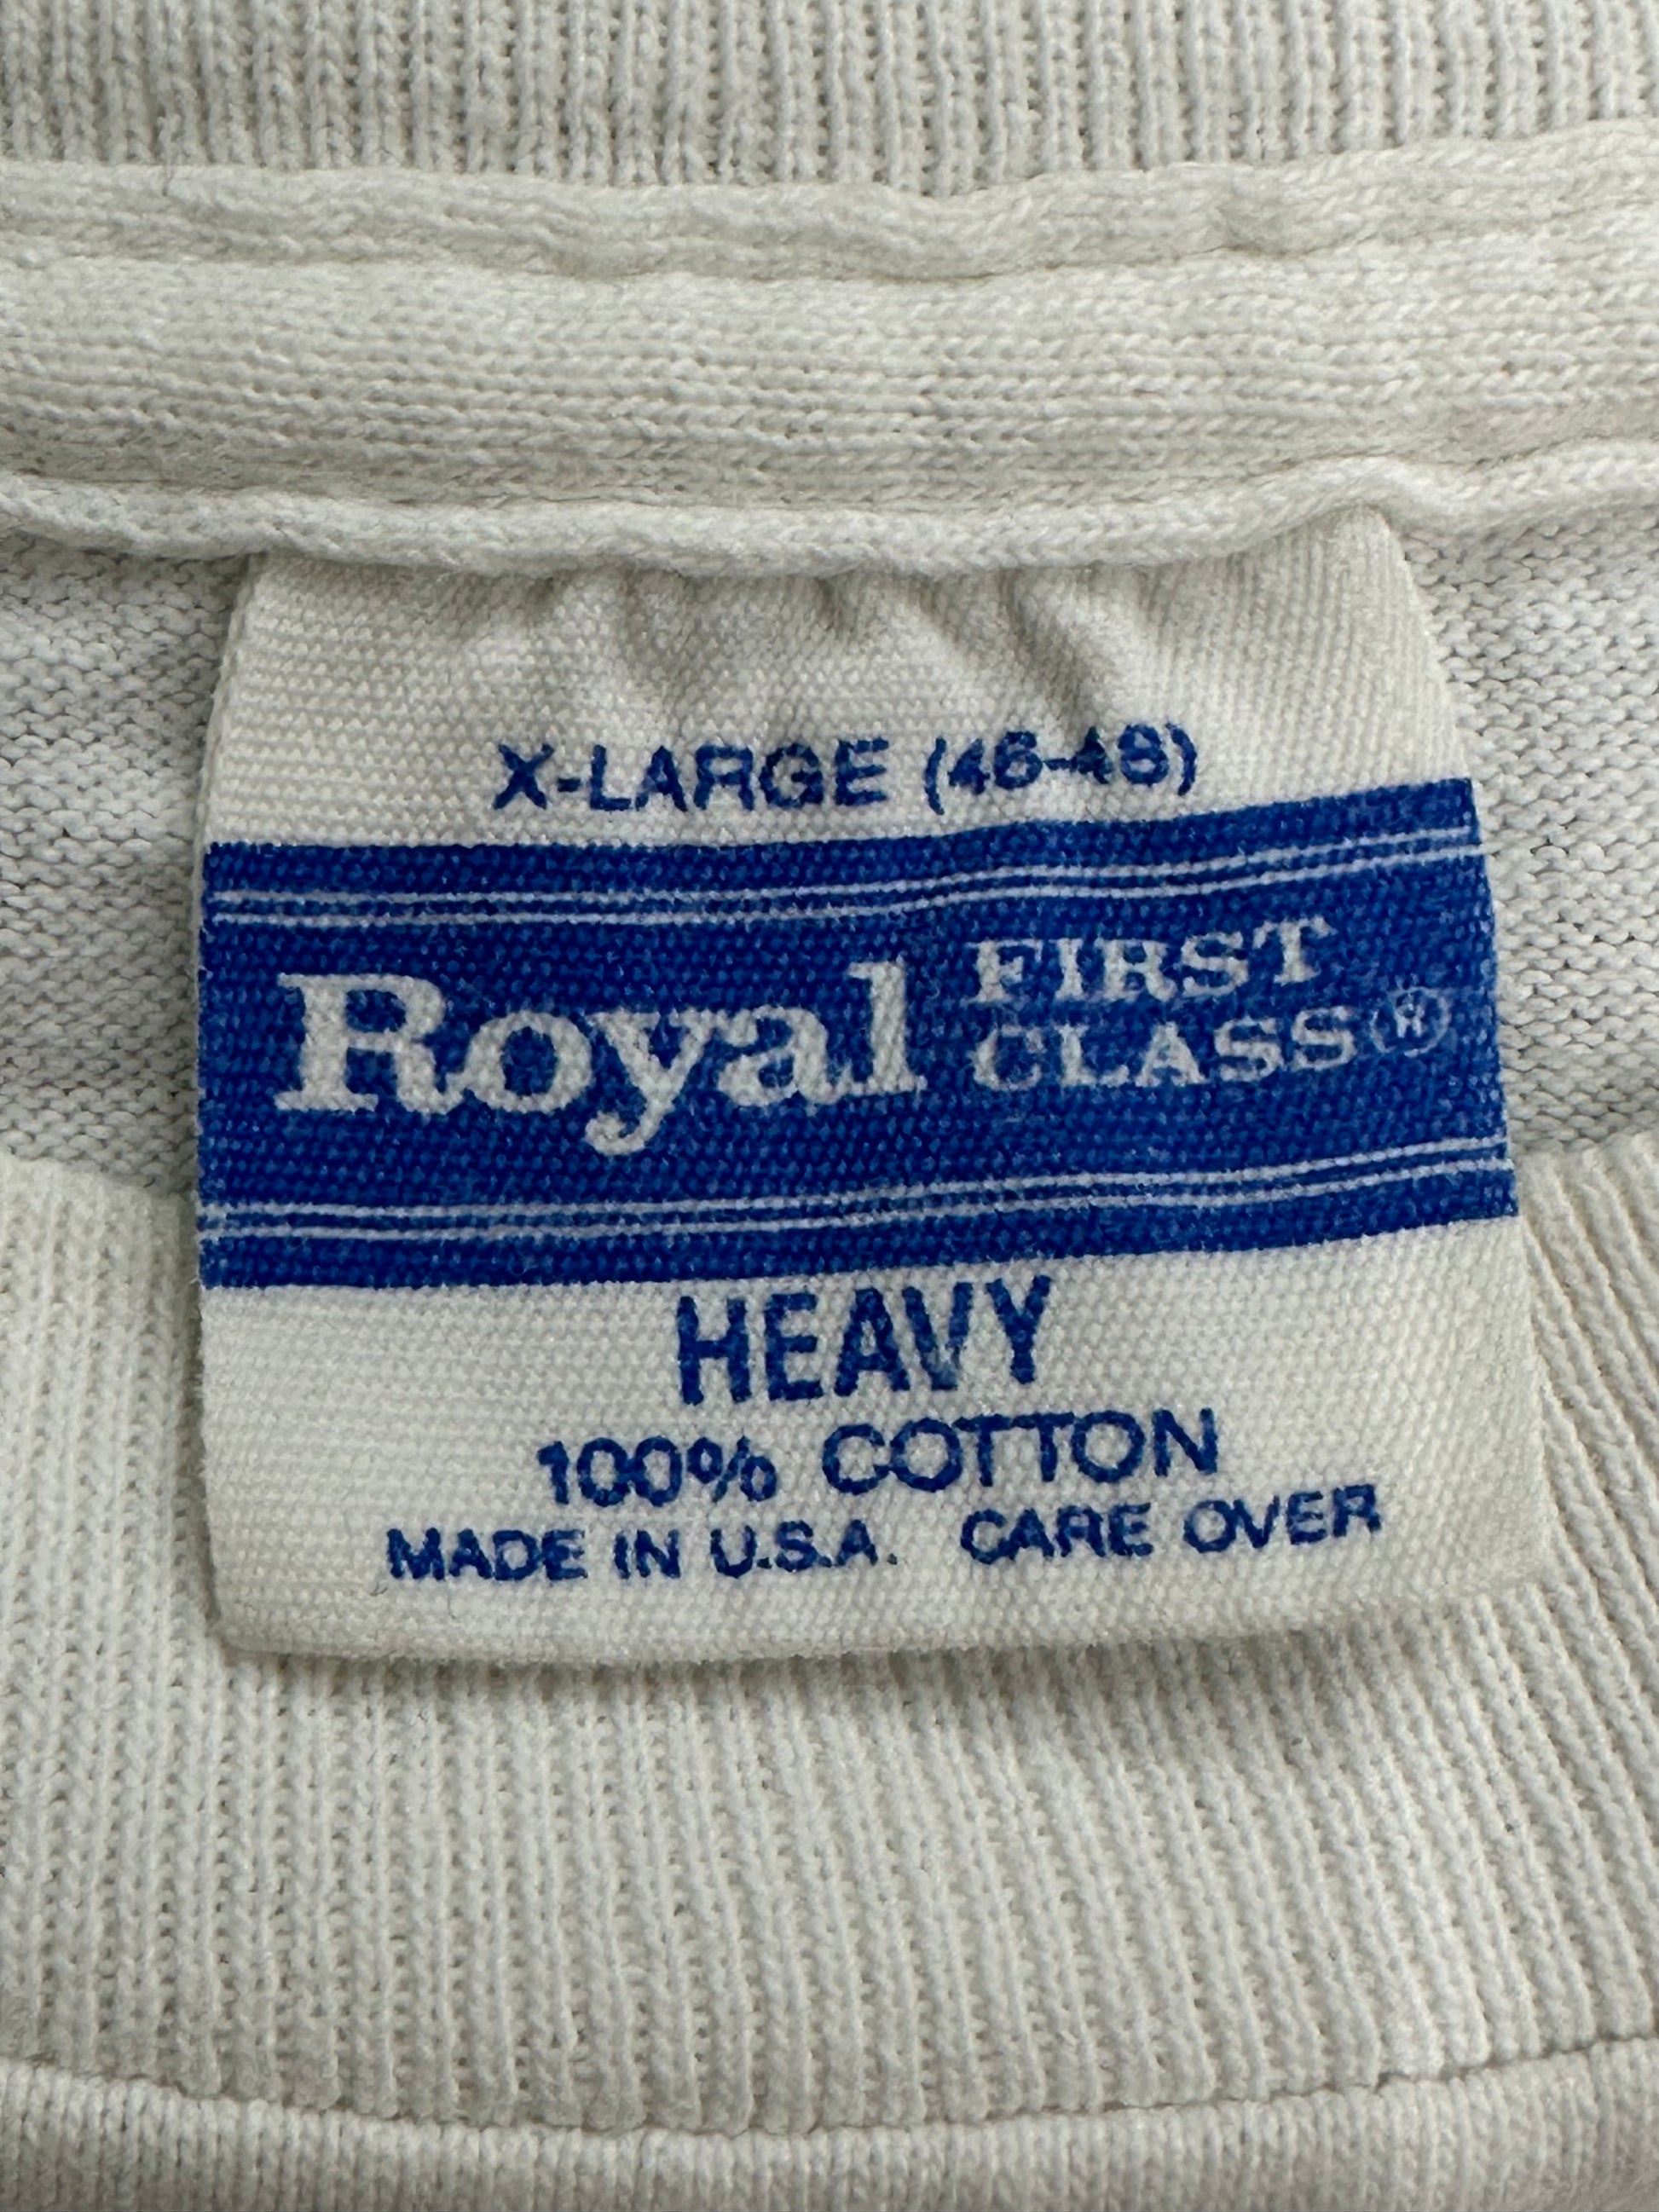 X-LARGE (46-48)
Royal FIRST CLASS®
HEAVY
100% COTTON
MADE IN U.S.A. CARE OVER